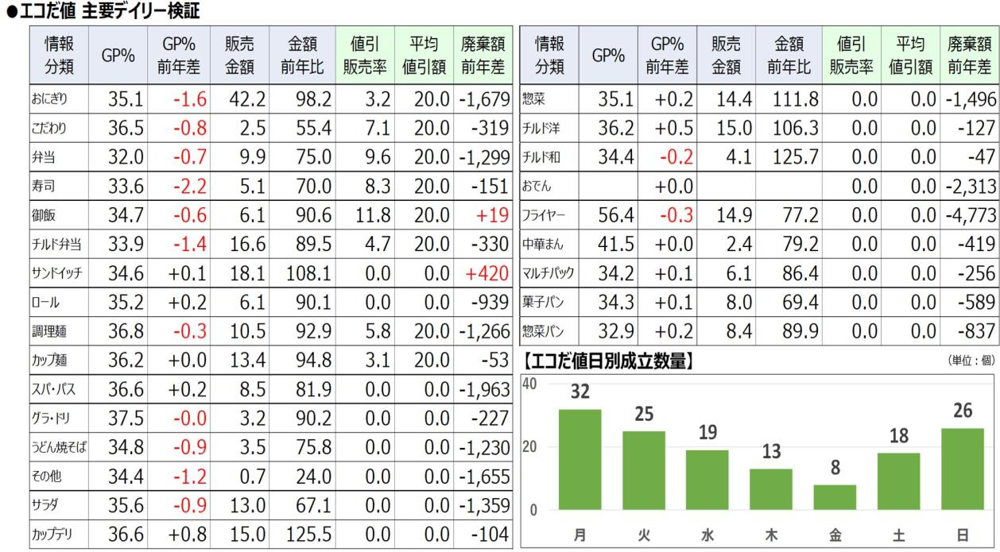 ●エコだ値 主要デイリー検証
情報分類 GP% GP%前年差 販売金額 金額前年比 値引販売率 平均値引額 廃棄額前年差
おにぎり 35.1 -1.6 42.2 98.2 3.2 20.0 -1,679
こだわり 36.5 -0.8 2.5 55.4 7.1 20.0 -319
弁当 32.0 -0.7 9.9 75.0 9.6 20.0 -1,299
寿司 33.6 -2.2 5.1 70.0 8.3 20.0 -151
御飯 34.7 -0.6 6.1 90.6 11.8 20.0 +19
チルド弁当 33.9 -1.4 16.6 89.5 4.7 20.0 -330
サンドイッチ 34.6 +0.1 18.1 108.1 0.0 0.0 +420
ロール 35.2 +0.2 6.1 90.1 0.0 0.0 -939
調理麺 36.8 -0.3 10.5 92.9 5.8 20.0 -1,266
カップ麺 36.2 +0.0 13.4 94.8 3.1 20.0 -53
スパ・パス 36.6 +0.2 8.5 81.9 0.0 0.0 -1,963
グラ・ドリ 37.5 -0.0 3.2 90.2 0.0 0.0 -227
うどん焼そば 34.8 -0.9 3.5 75.8 0.0 0.0 -1,230
その他 34.4 -1.2 0.7 24.0 0.0 0.0 -1,655
サラダ 35.6 -0.9 13.0 67.1 0.0 0.0 -1,359
カップデリ 36.6 +0.8 15.0 125.5 0.0 0.0 -104
情報分類 GP% GP%前年差 販売金額 金額前年比 値引販売率 平均値引額 廃棄額前年差
惣菜 35.1 +0.2 14.4 111.8 0.0 0.0 -1,496
チルド洋 36.2 +0.5 15.0 106.3 0.0 0.0 -127
チルド和 34.4 -0.2 4.1 125.7 0.0 0.0 -47
おでん +0.0 0.0 0.0 -2,313
フライヤー 56.4 -0.3 14.9 77.2 0.0 0.0 -4,773
中華まん 41.5 +0.0 2.4 79.2 0.0 0.0 -419
マルチパック 34.2 +0.1 6.1 86.4 0.0 0.0 -256
菓子パン 34.3 +0.1 8.0 69.4 0.0 0.0 -589
惣菜パン 32.9 +0.2 8.4 89.9 0.0 0.0 -837
【エコだ値日別成立数量】 (単位：個)
40
20
0
32 25 19 13 8 18 26
月 火 水 木 金 土 日